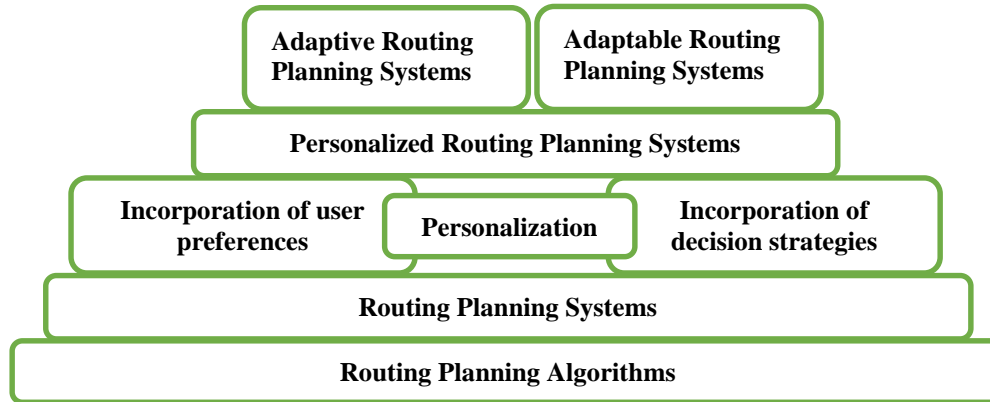 Adaptive Routing
Planning Systems
Adaptable Routing
Planning Systems
Personalized Routing Planning Systems
Incorporation of user
preferences
Personalization
Incorporation of
decision strategies
Routing Planning Systems
Routing Planning Algorithms